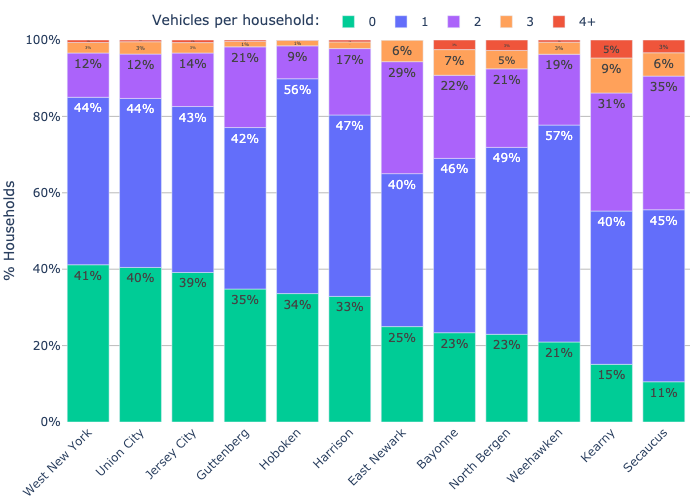 Vehicles per household: 0 1 2 3 4+
100%
80%
60%
40%
20%
0%
% Households
3% 3% 3% 1% 1% 6% 7% 5% 3% 5% 3%
9% 6%
12% 12% 14% 21% 9% 17% 29% 22% 21% 19% 31% 35%
44% 44% 43% 42% 56% 47% 40% 46% 49% 57% 40% 45%
41% 40% 39% 35% 34% 33% 25% 23% 23% 21% 15% 11%
West New York
Union City
Jersey City
Guttenberg
Hoboken
Harrison
East Newark
Bayonne
North Bergen
Weehawken
Kearny
Secaucus